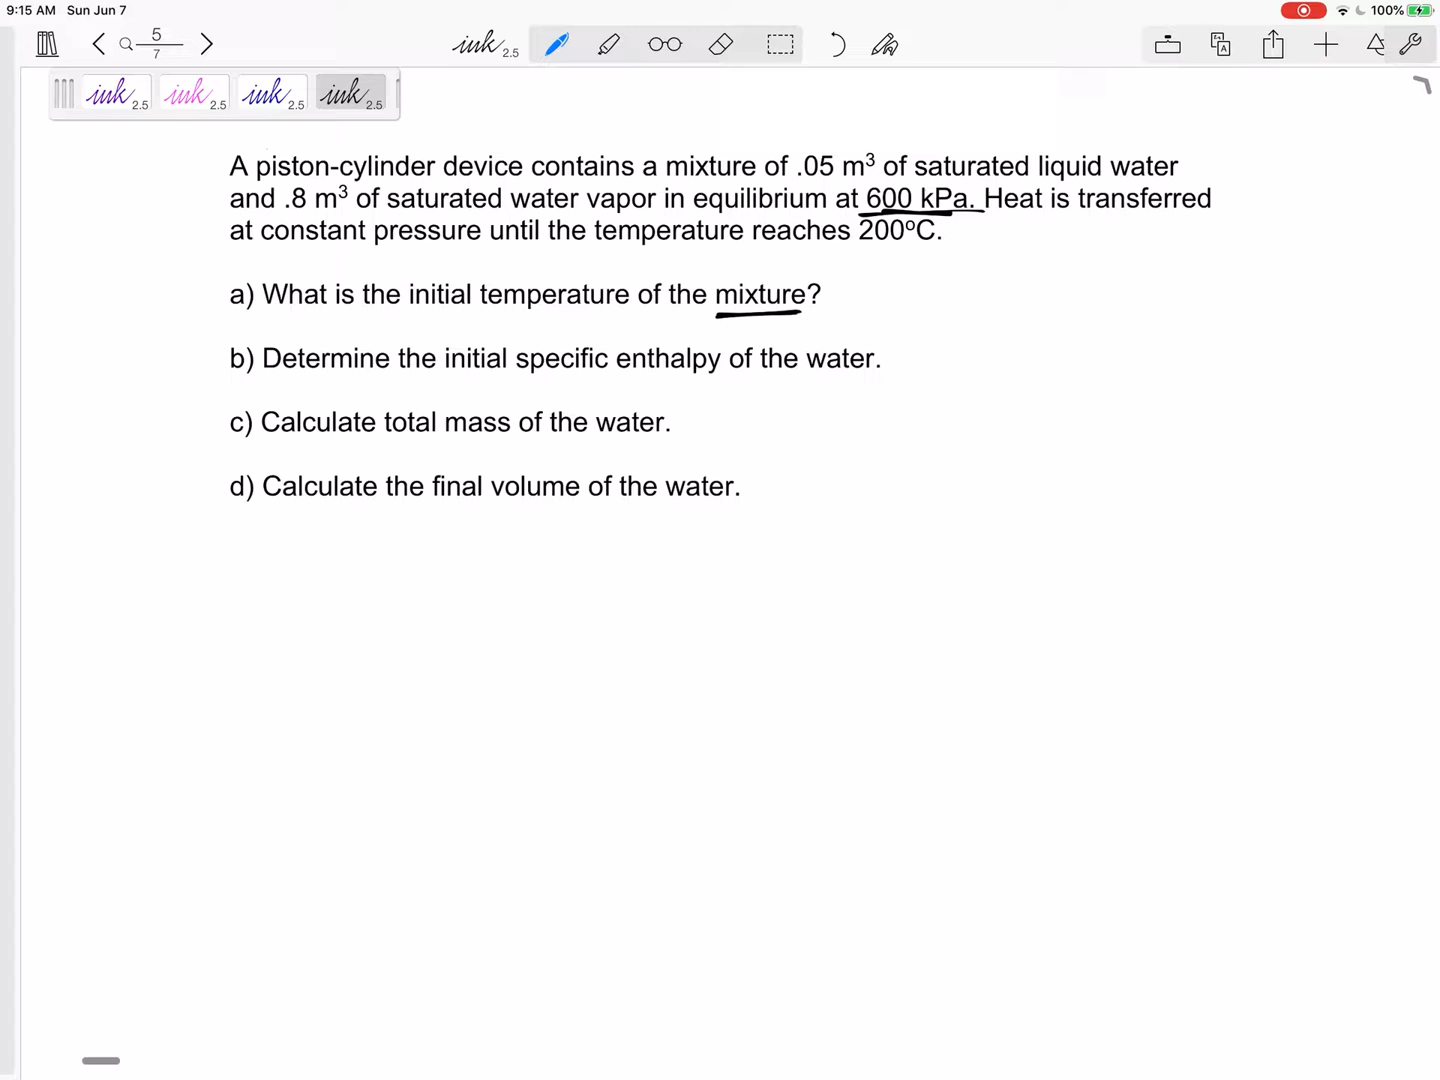 9:15 AM Sun Jun 7
100%
5
7
ink 2.5
ink 2.5 ink 2.5 ink 2.5 ink 2.5
A piston-cylinder device contains a mixture of .05 m³ of saturated liquid water
and .8 m³ of saturated water vapor in equilibrium at 600 kPa. Heat is transferred
at constant pressure until the temperature reaches 200ºC.
a) What is the initial temperature of the mixture?
b) Determine the initial specific enthalpy of the water.
c) Calculate total mass of the water.
d) Calculate the final volume of the water.